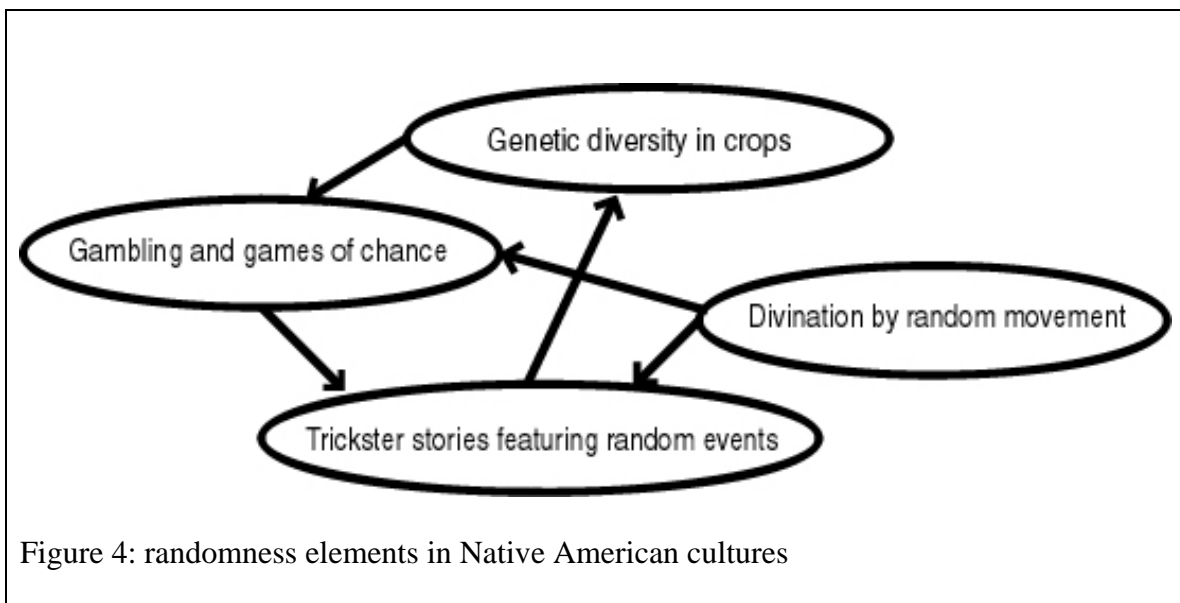 Genetic diversity in crops
Gambling and games of chance
Divination by random movement
Trickster stories featuring random events
Figure 4: randomness elements in Native American cultures